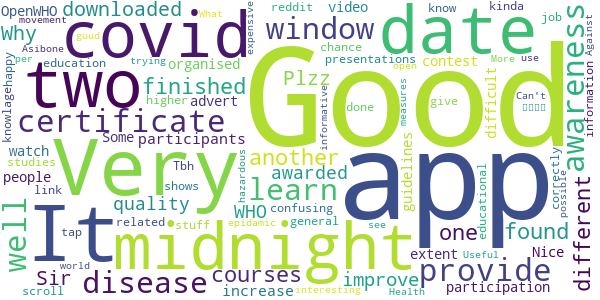 OpenWHO
downloaded
expensive
reddit
video
know
kinda
movement
Asibone
Why
covid
window
date
What
job
guud
chance
education
trying
organised
presentations
open
More
use
Against
per
knowlagehappy
two
finished
Plzz
contest
higher
advert
done
give
difficult
Can't
awareness
information
certificate
Good
informative
measures
Some
participants
another
watch
studies
Very
Tbh
hazardous
learn
awarded
app
guidelines
correctly
possible
people
link
shows
quality
WHO
confusing
educational
well
It
related
stuff
general
one
found
different
tap
epidamic
see
extent
Useful
Nice
midnight
Sir
courses
provide
world
disease
improve
scroll
increase
interesting
Health
participation